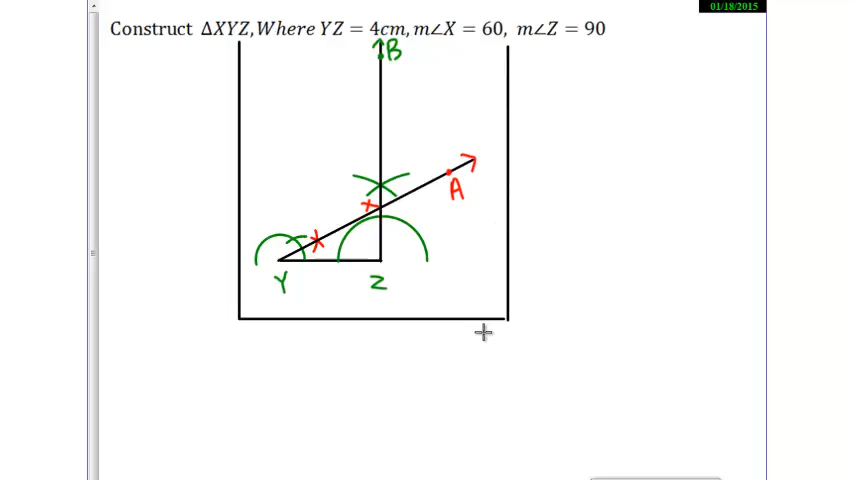 01/18/2015
Construct ΔXYZ, Where YZ = 4cm, m∠X = 60, m∠Z = 90
B
A
Y Z